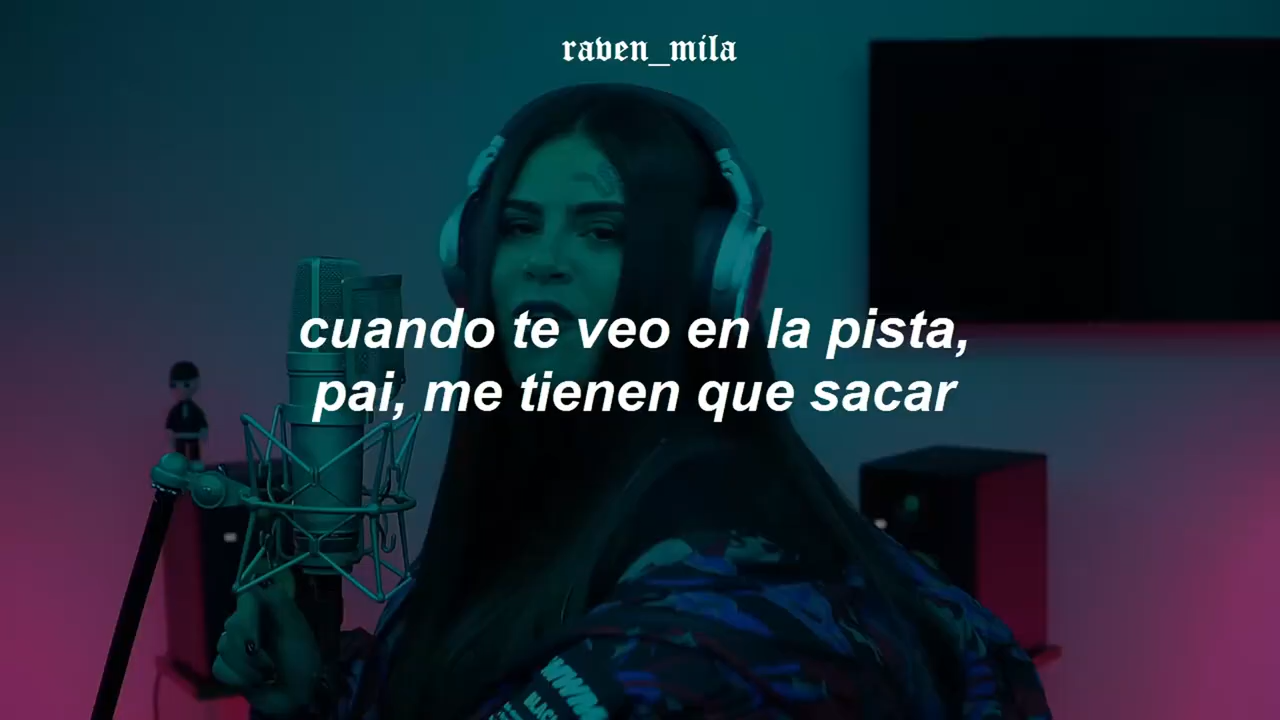 raven_mila
cuando te veo en la pista,
pai, me tienen que sacar